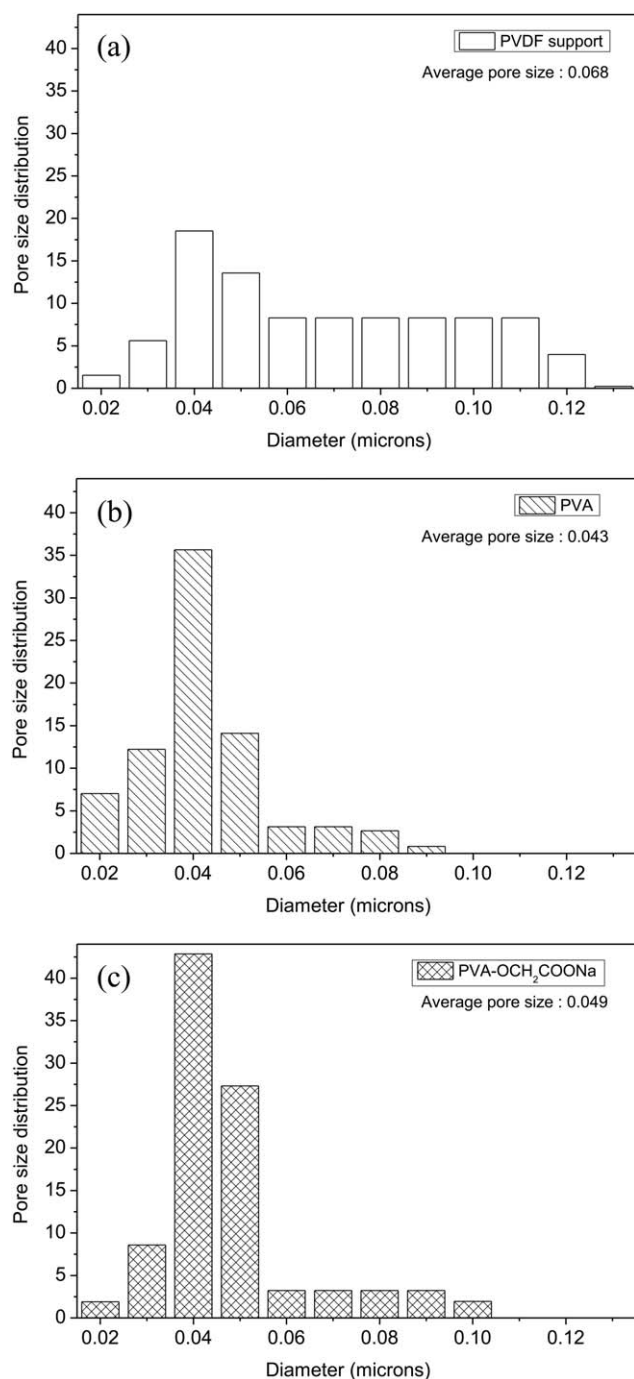 (a)
PVDF support
Average pore size : 0.068
Pore size distribution
40
35
30
25
20
15
10
5
0
0.02 0.04 0.06 0.08 0.10 0.12
Diameter (microns)
(b)
PVA
Average pore size : 0.043
Pore size distribution
40
35
30
25
20
15
10
5
0
0.02 0.04 0.06 0.08 0.10 0.12
Diameter (microns)
(c)
PVA-OCH₂COONa
Average pore size : 0.049
Pore size distribution
40
35
30
25
20
15
10
5
0
0.02 0.04 0.06 0.08 0.10 0.12
Diameter (microns)